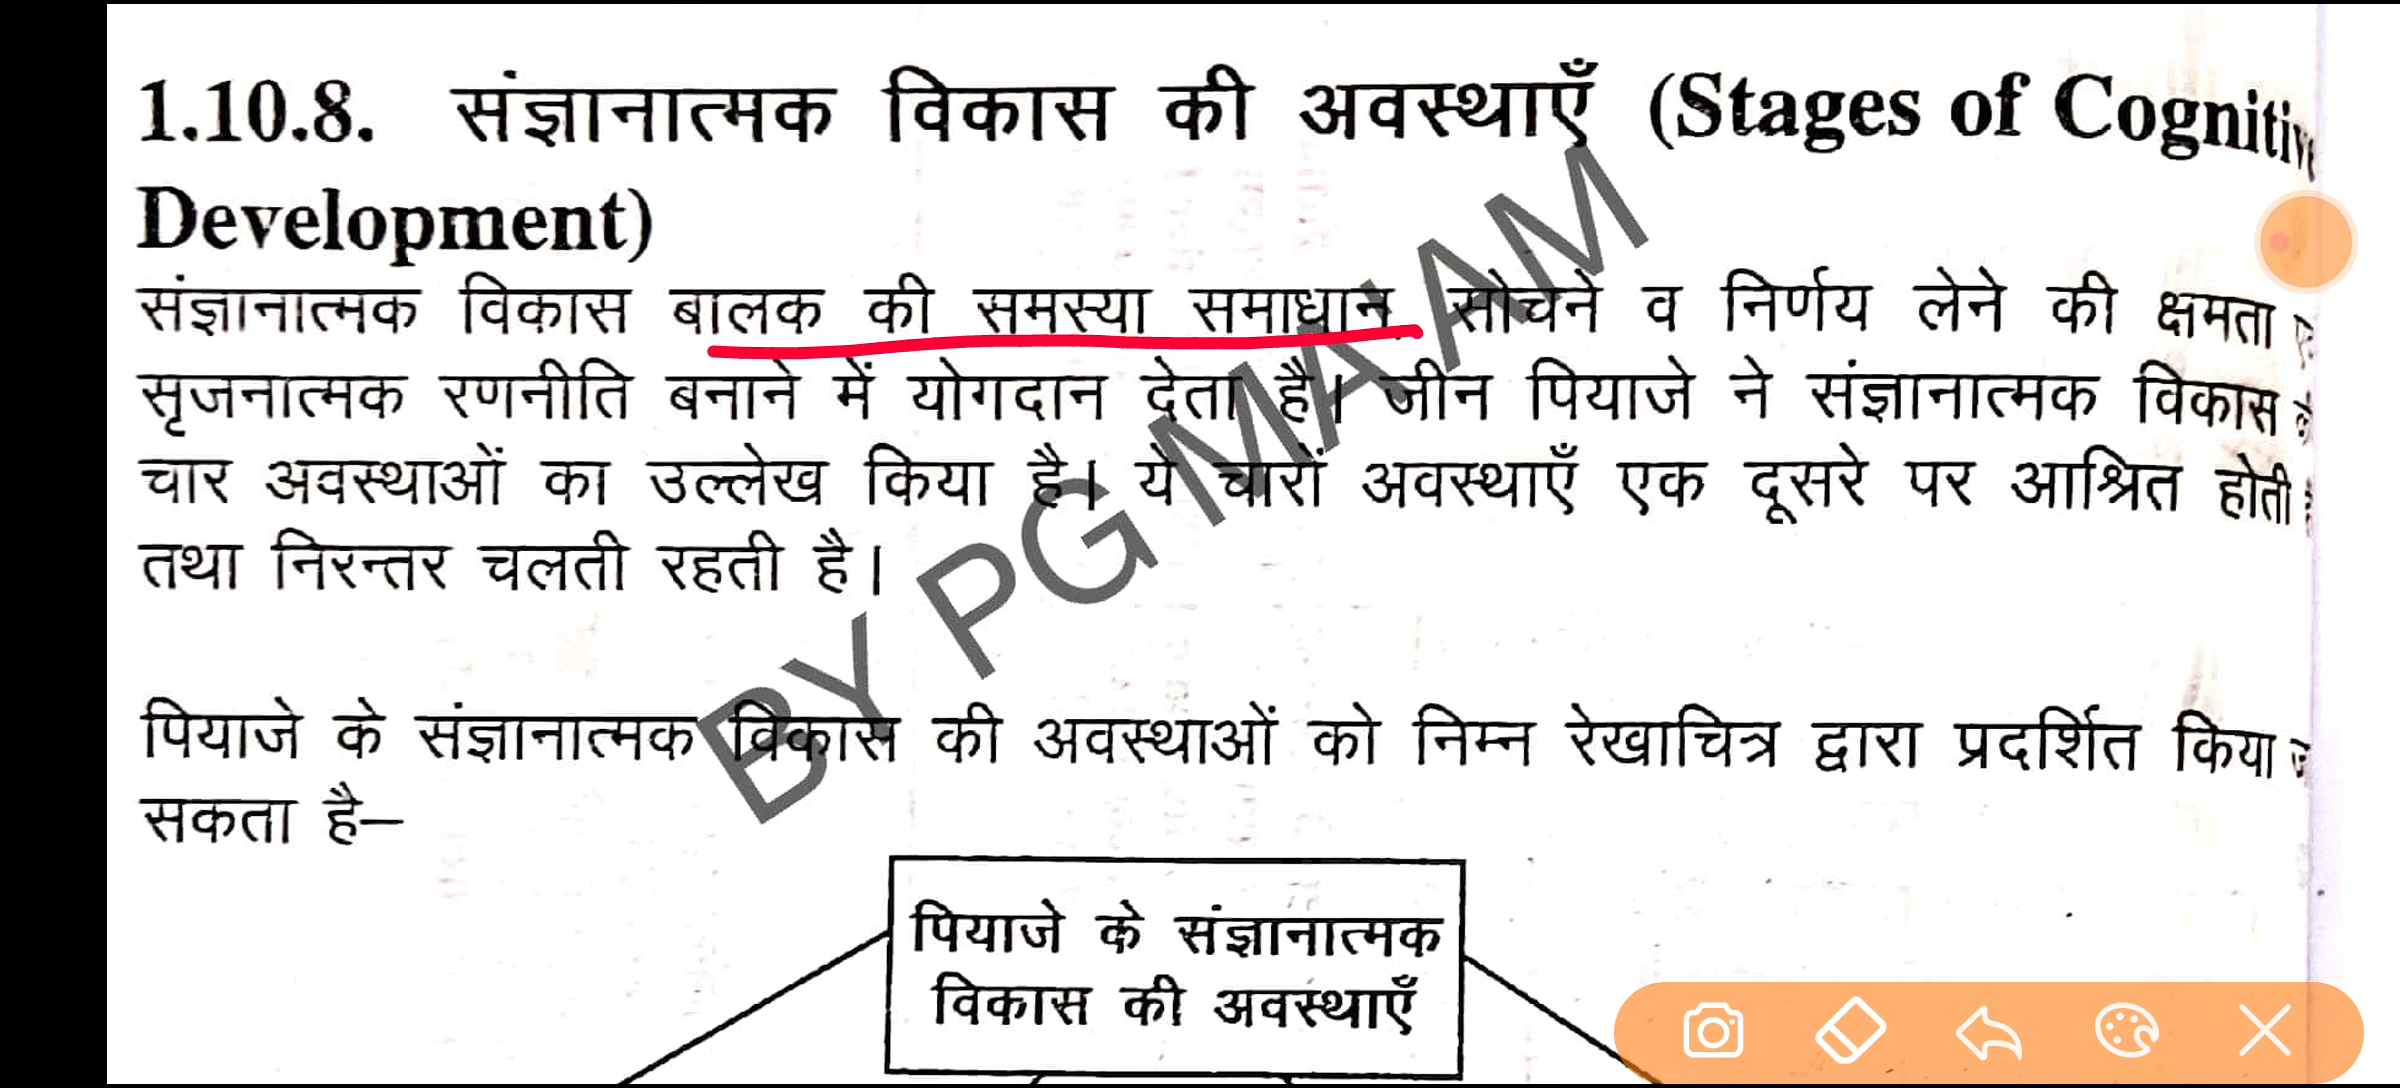 1.10.8. संज्ञानात्मक विकास की अवस्थाएँ (Stages of Cognitive
Development)
संज्ञानात्मक विकास बालक की समस्या समाधान, सोचने व निर्णय लेने की क्षमता
सृजनात्मक रणनीति बनाने में योगदान देता है। जीन पियाजे ने संज्ञानात्मक विकास
चार अवस्थाओं का उल्लेख किया है। ये चारों अवस्थाएँ एक दूसरे पर आश्रित होती
तथा निरन्तर चलती रहती है।
पियाजे के संज्ञानात्मक विकास की अवस्थाओं को निम्न रेखाचित्र द्वारा प्रदर्शित किया
सकता है–
पियाजे के संज्ञानात्मक
विकास की अवस्थाएँ
BY PG MAAM